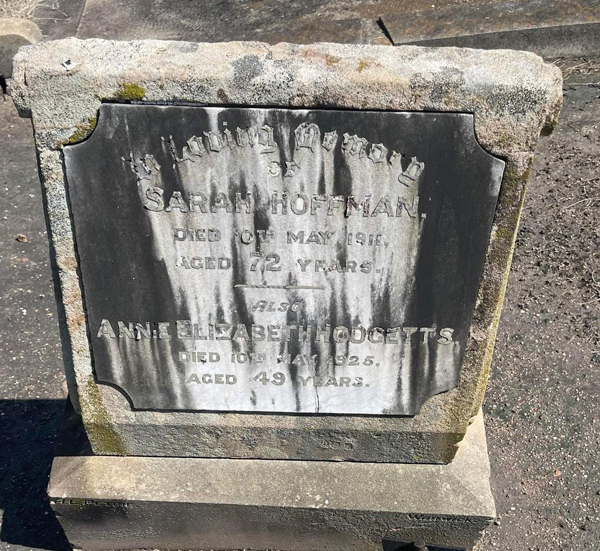 In Loving Memory
OF
SARAH HOFFMAN,
DIED 10TH MAY 1911,
AGED 72 YEARS.
ALSO
ANNIE ELIZABETH HODGETTS,
DIED 10TH MAY 1925,
AGED 49 YEARS.